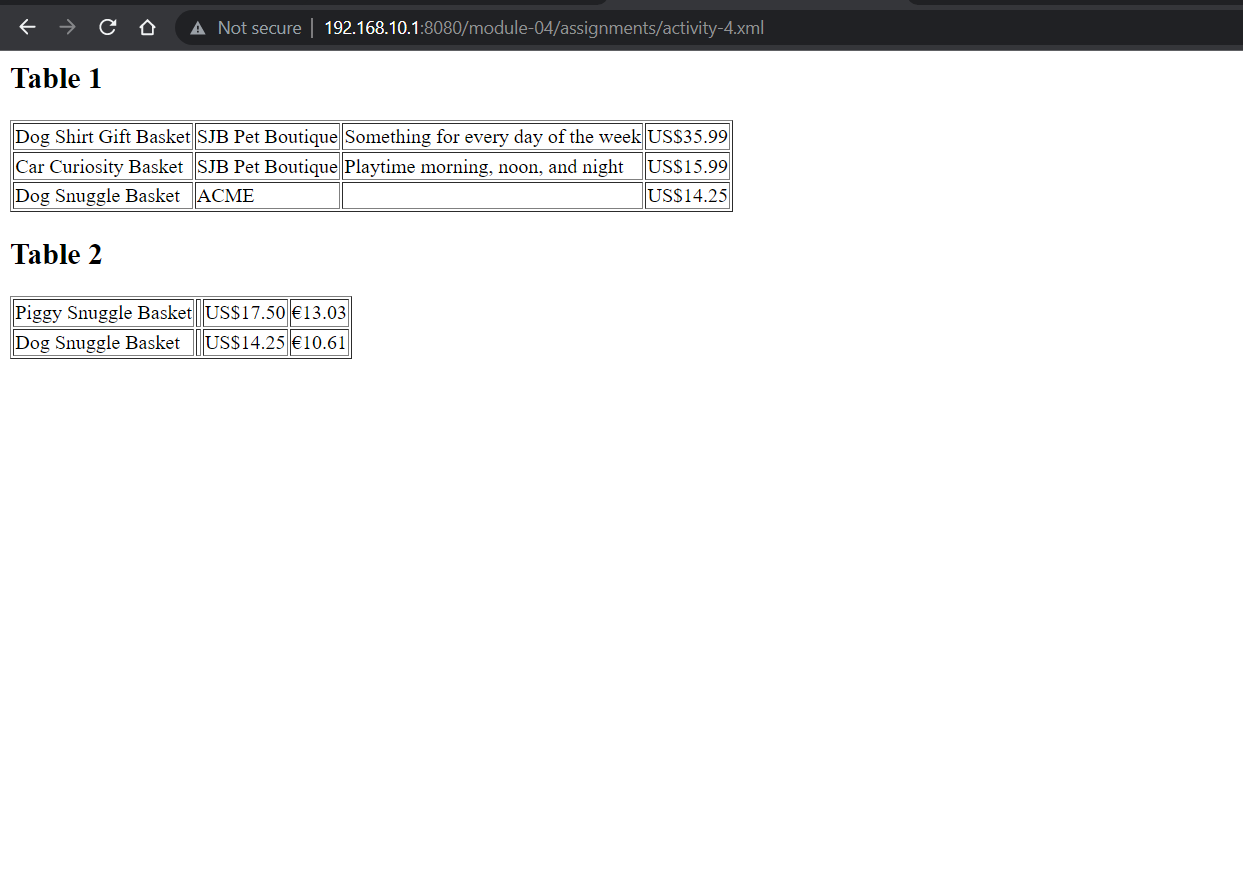 Not secure | 192.168.10.1:8080/module-04/assignments/activity-4.xml
Table 1
Dog Shirt Gift Basket SJB Pet Boutique Something for every day of the week US$35.99
Car Curiosity Basket SJB Pet Boutique Playtime morning, noon, and night US$15.99
Dog Snuggle Basket ACME US$14.25
Table 2
Piggy Snuggle Basket US$17.50 €13.03
Dog Snuggle Basket US$14.25 €10.61